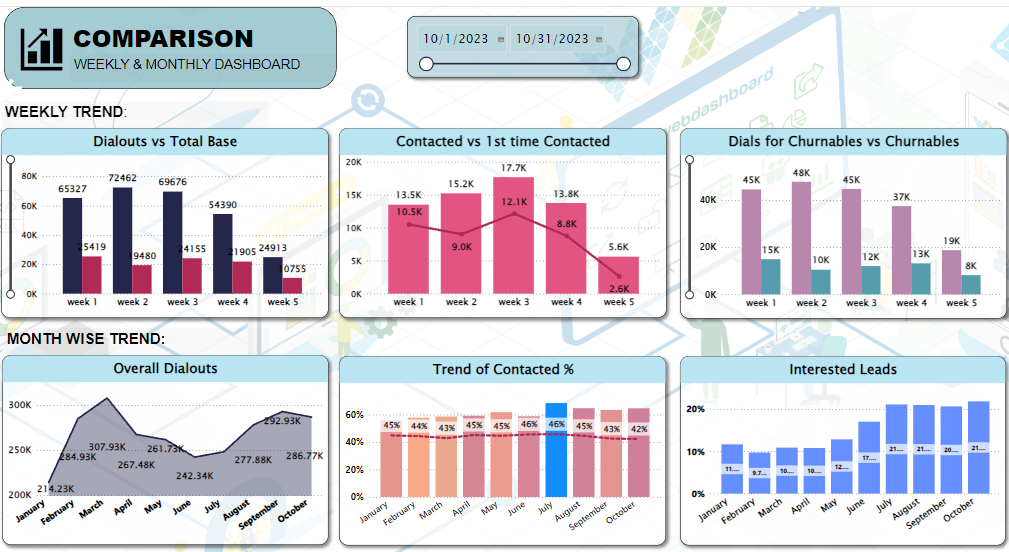 COMPARISON
WEEKLY & MONTHLY DASHBOARD
10/1/2023 10/31/2023
webdashboard
WEEKLY TREND:
Dialouts vs Total Base
80K
60K
40K
20K
0K
65327 72462 69676 54390 24913
25419 19480 24155 21905 10755
week 1 week 2 week 3 week 4 week 5
Contacted vs 1st time Contacted
20K
15K
10K
5K
0K
13.5K 15.2K 17.7K 13.8K 5.6K
10.5K 9.0K 12.1K 8.8K 2.6K
week 1 week 2 week 3 week 4 week 5
Dials for Churnables vs Churnables
40K
20K
0K
45K 48K 45K 37K 19K
15K 10K 12K 13K 8K
week 1 week 2 week 3 week 4 week 5
MONTH WISE TREND:
Overall Dialouts
300K
250K
200K
214.23K 284.93K 307.93K 267.48K 261.73K 242.34K 277.88K 292.93K 286.77K
January February March April May June July August September October
Trend of Contacted %
60%
40%
20%
0%
45% 44% 43% 45% 45% 46% 46% 45% 43% 42%
January February March April May June July August September October
Interested Leads
20%
10%
0%
11.... 9.7... 10.... 10.... 12.... 17.... 21.... 21.... 20.... 21....
January February March April May June July August September October